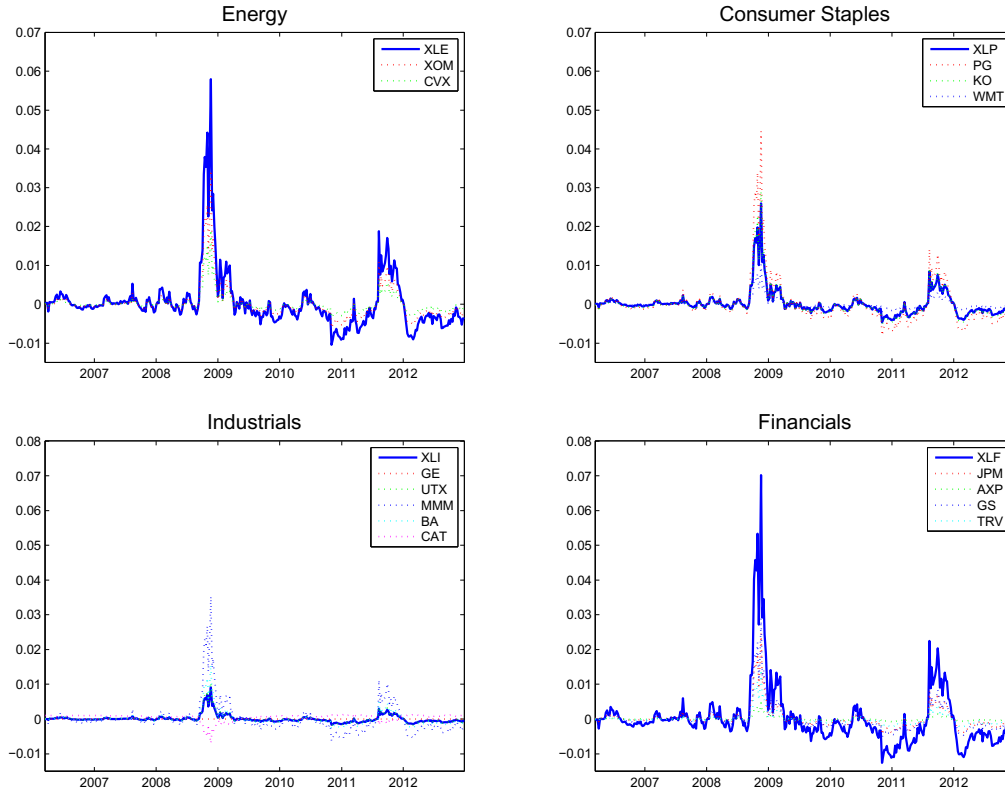 Energy
0.07
0.06
0.05
0.04
0.03
0.02
0.01
0
−0.01
2007 2008 2009 2010 2011 2012
XLE
XOM
CVX
Consumer Staples
0.07
0.06
0.05
0.04
0.03
0.02
0.01
0
−0.01
2007 2008 2009 2010 2011 2012
XLP
PG
KO
WMT
Industrials
0.08
0.07
0.06
0.05
0.04
0.03
0.02
0.01
0
−0.01
2007 2008 2009 2010 2011 2012
XLI
GE
UTX
MMM
BA
CAT
Financials
0.08
0.07
0.06
0.05
0.04
0.03
0.02
0.01
0
−0.01
2007 2008 2009 2010 2011 2012
XLF
JPM
AXP
GS
TRV